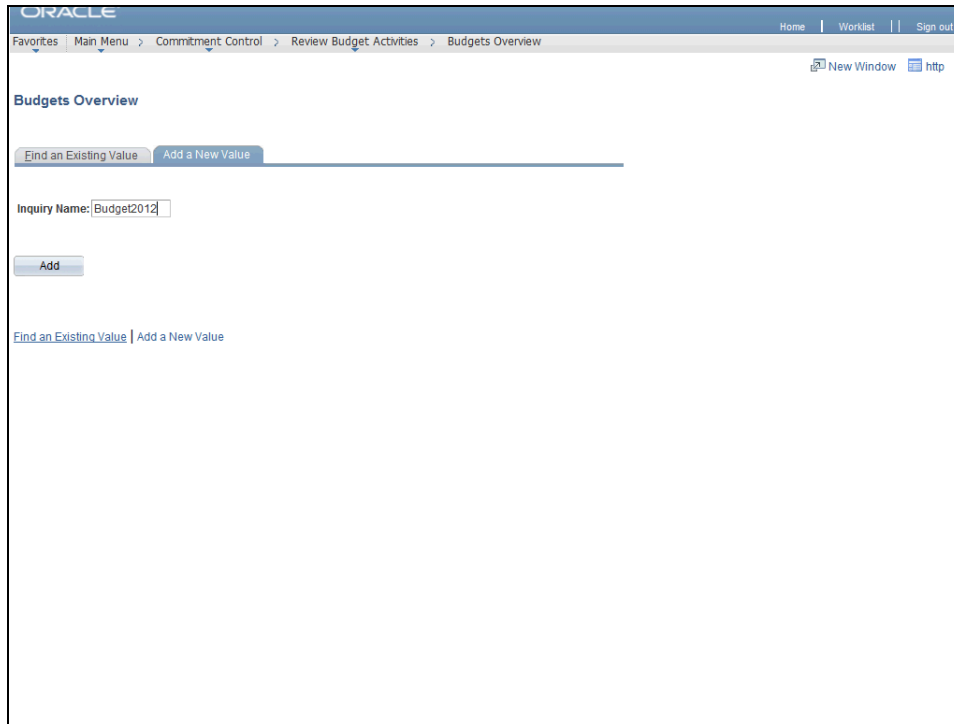 ORACLE
Home | Worklist | | Sign out
Favorites Main Menu > Commitment Control > Review Budget Activities > Budgets Overview
New Window http
Budgets Overview
Find an Existing Value Add a New Value
Inquiry Name: Budget2012
Add
Find an Existing Value | Add a New Value